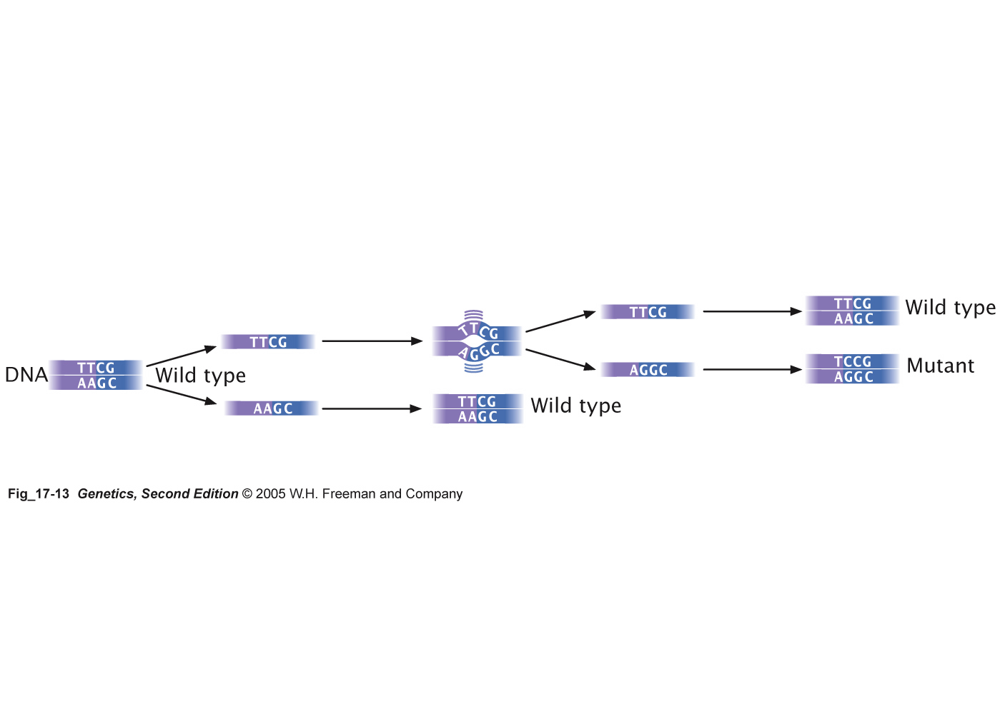 DNA
TTCG
AAGC
Wild type
TTCG
AAGC
TTCG
AGGC
TTCG
AAGC
Wild type
TTCG
AGGC
TTCG
AAGC
Wild type
TCCG
AGGC
Mutant
Fig_17-13 Genetics, Second Edition © 2005 W.H. Freeman and Company